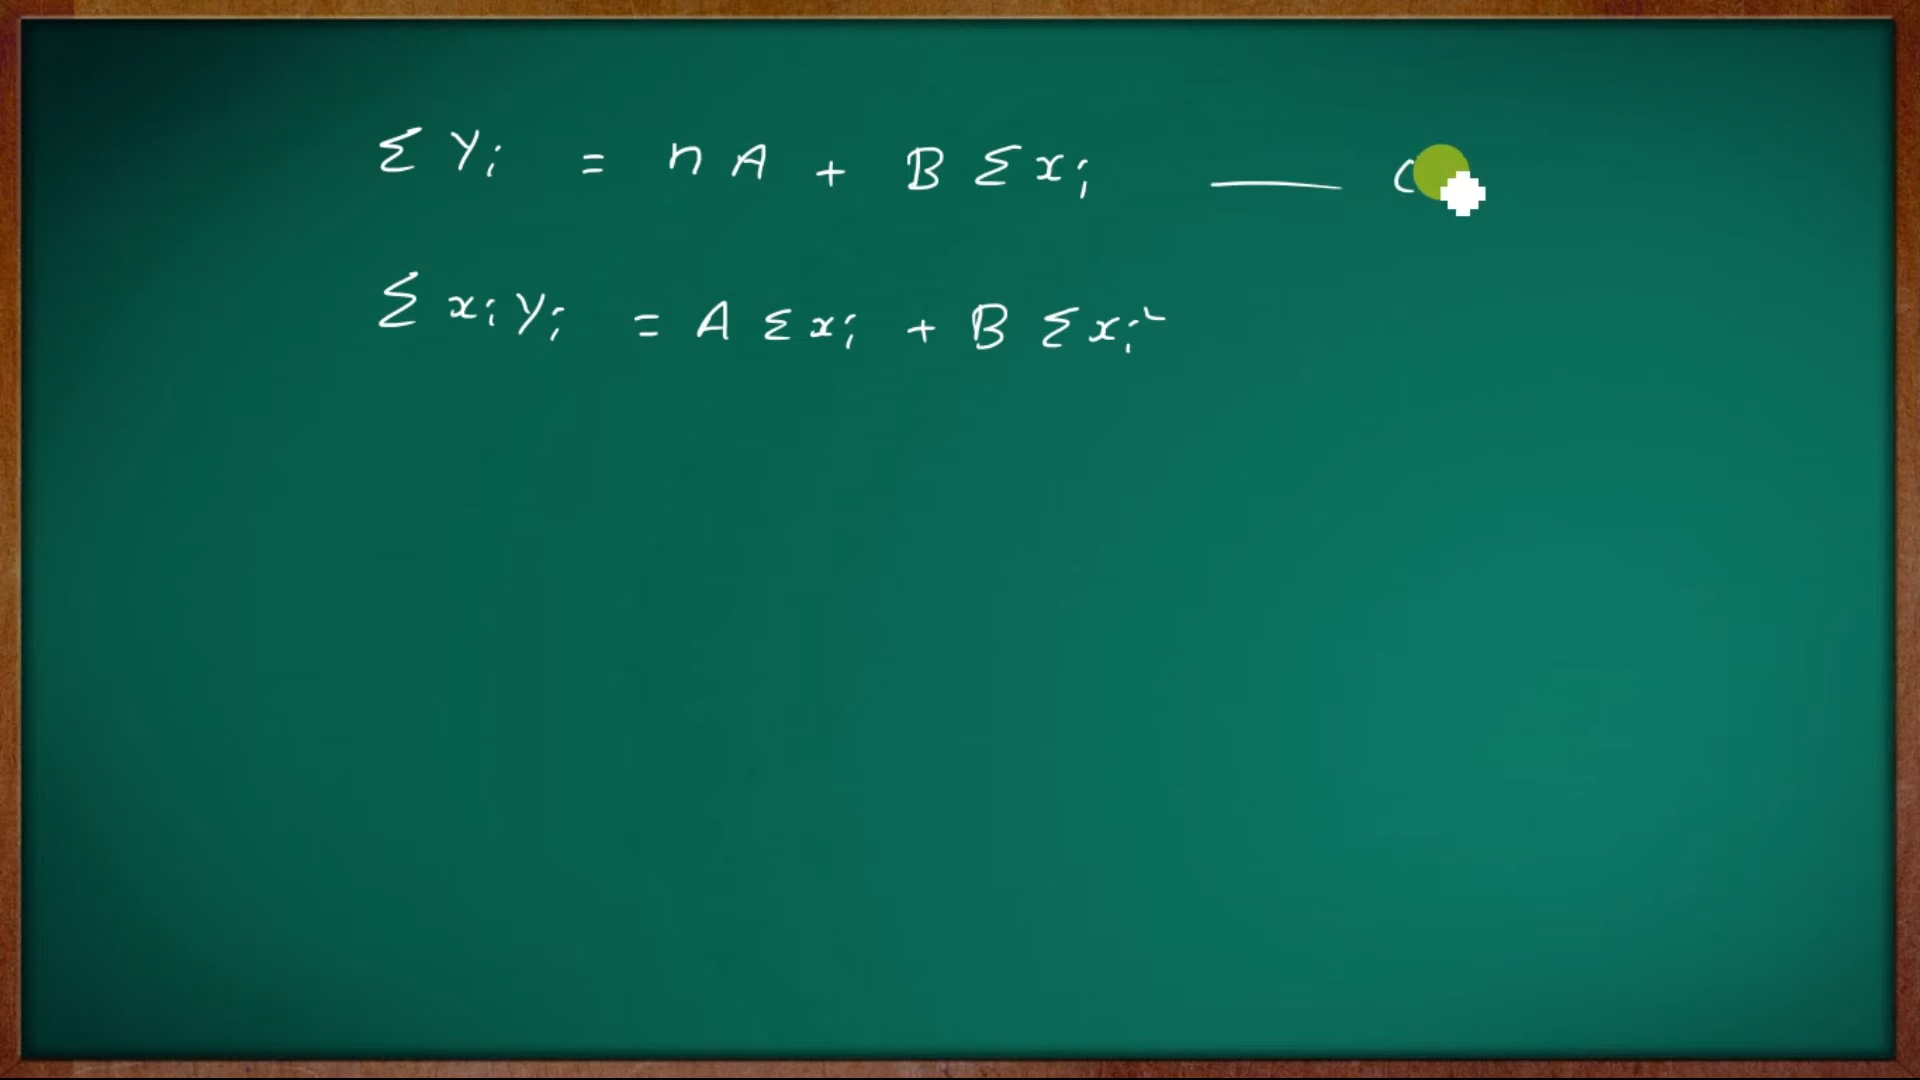 Σ Yᵢ = n A + B Σ xᵢ —— (
Σ xᵢ Yᵢ = A Σ xᵢ + B Σ xᵢ²